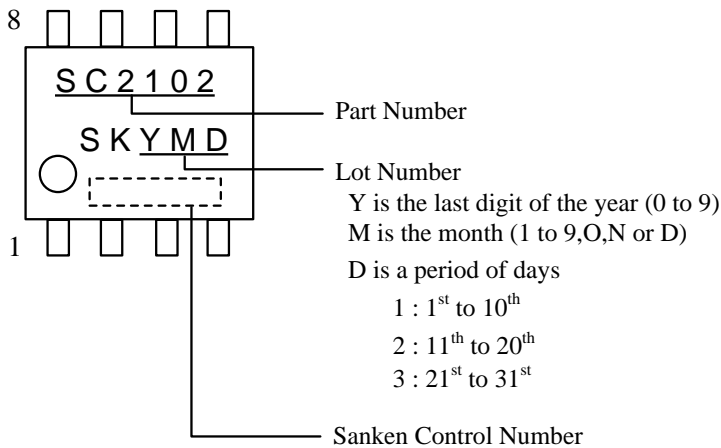 8
SC2102
SKYMD
1
Part Number
Lot Number
Y is the last digit of the year (0 to 9)
M is the month (1 to 9,O,N or D)
D is a period of days
1 : 1st to 10th
2 : 11th to 20th
3 : 21st to 31st
Sanken Control Number